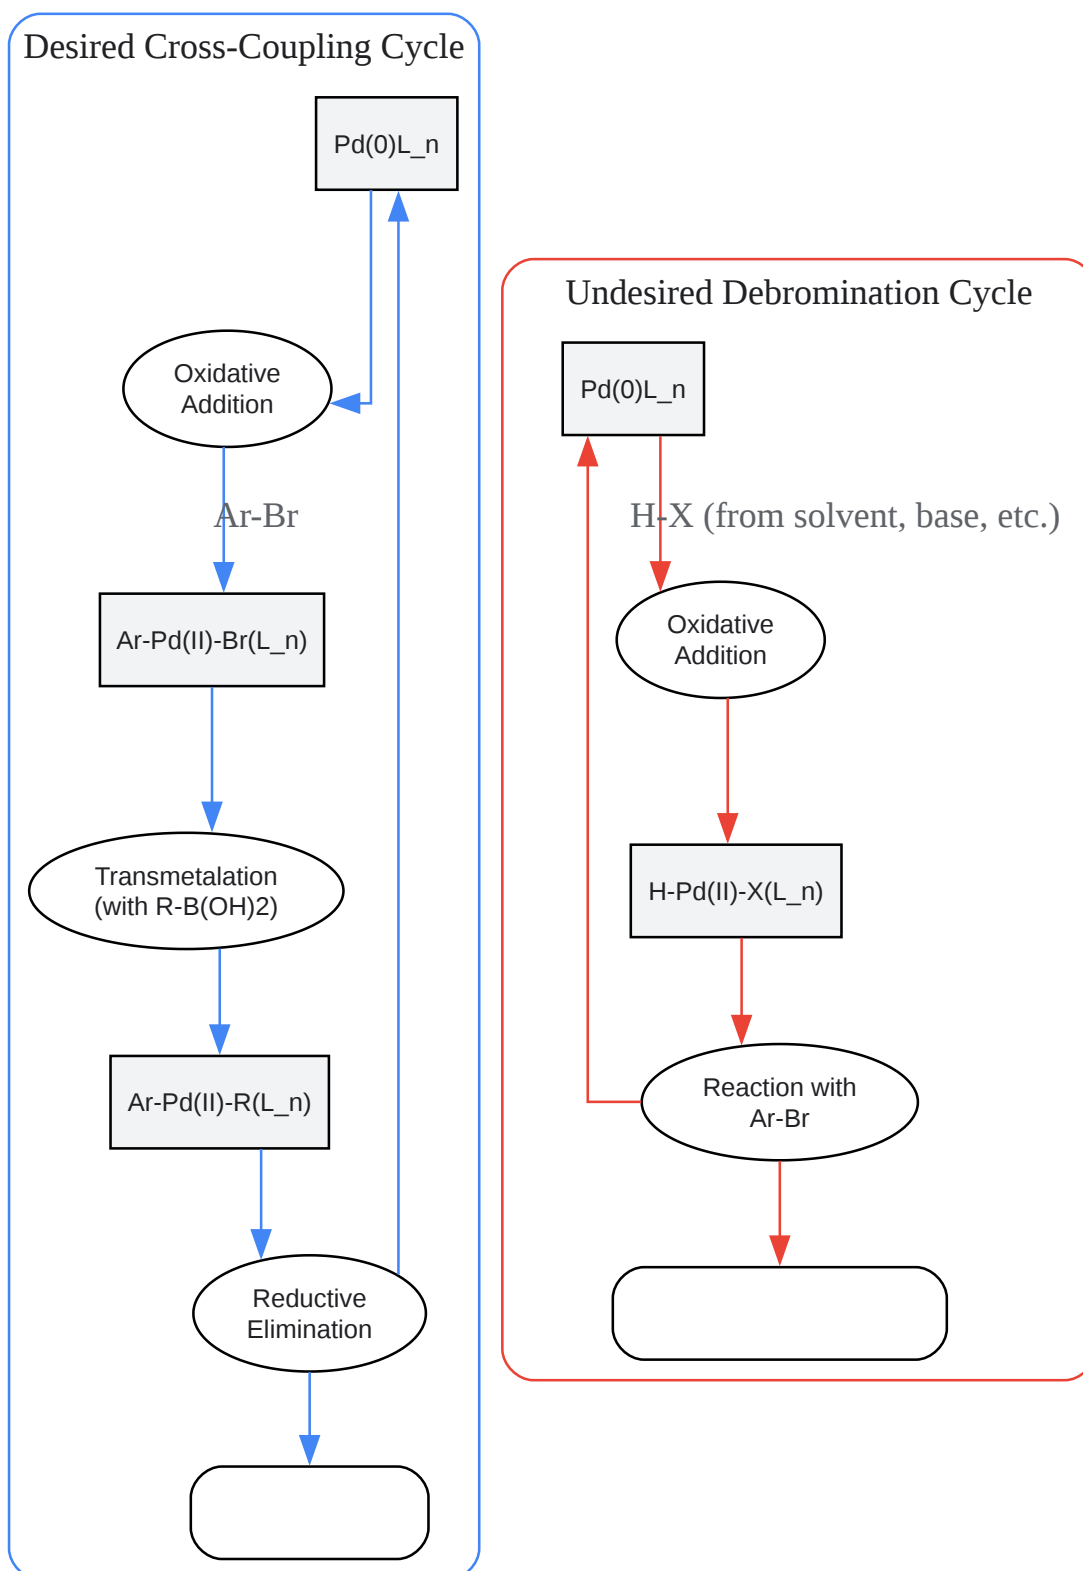 Desired Cross-Coupling Cycle
Pd(0)L_n
Oxidative
Addition
Ar-Br
Ar-Pd(II)-Br(L_n)
Transmetalation
(with R-B(OH)2)
Ar-Pd(II)-R(L_n)
Reductive
Elimination
Undesired Debromination Cycle
Pd(0)L_n
H-X (from solvent, base, etc.)
Oxidative
Addition
H-Pd(II)-X(L_n)
Reaction with
Ar-Br